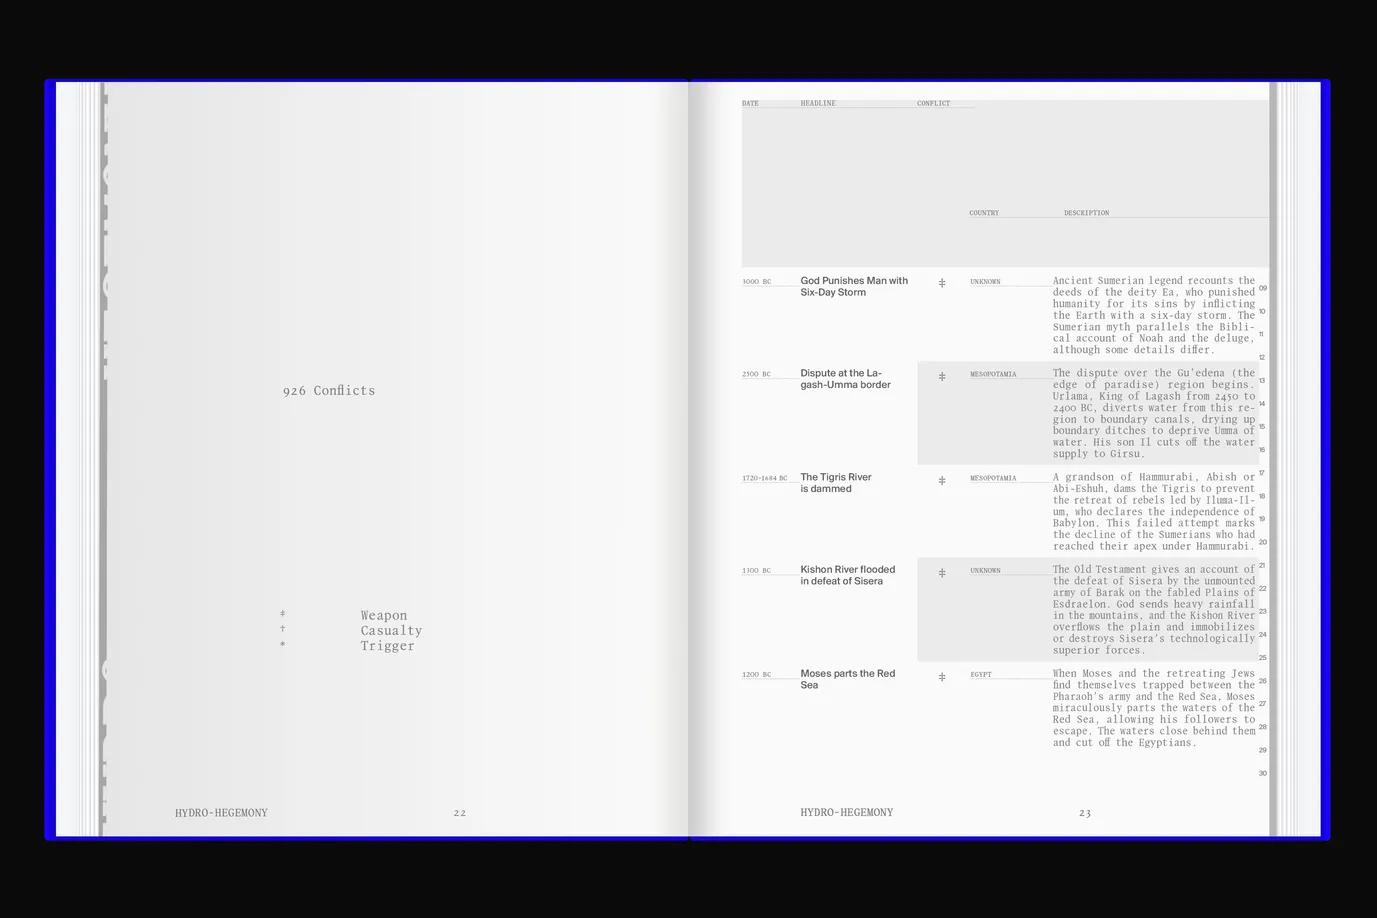 926 Conflicts
‡ Weapon
† Casualty
* Trigger
HYDRO-HEGEMONY 22
DATE HEADLINE CONFLICT
COUNTRY DESCRIPTION
3000 BC God Punishes Man with ‡ UNKNOWN Ancient Sumerian legend recounts the
Six-Day Storm deeds of the deity Ea, who punished
09
humanity for its sins by inflicting
10
the Earth with a six-day storm. The
Sumerian myth parallels the Bibli-
11
cal account of Noah and the deluge,
although some details differ.
12
2500 BC Dispute at the La- ‡ MESOPOTAMIA The dispute over the Gu'edena (the
13
gash-Umma border edge of paradise) region begins.
Urlama, King of Lagash from 2450 to
14
2400 BC, diverts water from this re-
gion to boundary canals, drying up
15
boundary ditches to deprive Umma of
water. His son Il cuts off the water
16
supply to Girsu.
17
1720-1684 BC The Tigris River ‡ MESOPOTAMIA A grandson of Hammurabi, Abish or
is dammed Abi-Eshuh, dams the Tigris to prevent
18
the retreat of rebels led by Iluma-Il-
um, who declares the independence of
19
Babylon. This failed attempt marks
the decline of the Sumerians who had
20
reached their apex under Hammurabi.
21
1300 BC Kishon River flooded ‡ UNKNOWN The Old Testament gives an account of
in defeat of Sisera the defeat of Sisera by the unmounted
22
army of Barak on the fabled Plains of
Esdraelon. God sends heavy rainfall
23
in the mountains, and the Kishon River
overflows the plain and immobilizes
24
or destroys Sisera's technologically
superior forces.
25
1200 BC Moses parts the Red ‡ EGYPT When Moses and the retreating Jews
26
Sea find themselves trapped between the
Pharaoh's army and the Red Sea, Moses
27
miraculously parts the waters of the
Red Sea, allowing his followers to
28
escape. The waters close behind them
and cut off the Egyptians.
29
30
HYDRO-HEGEMONY 23